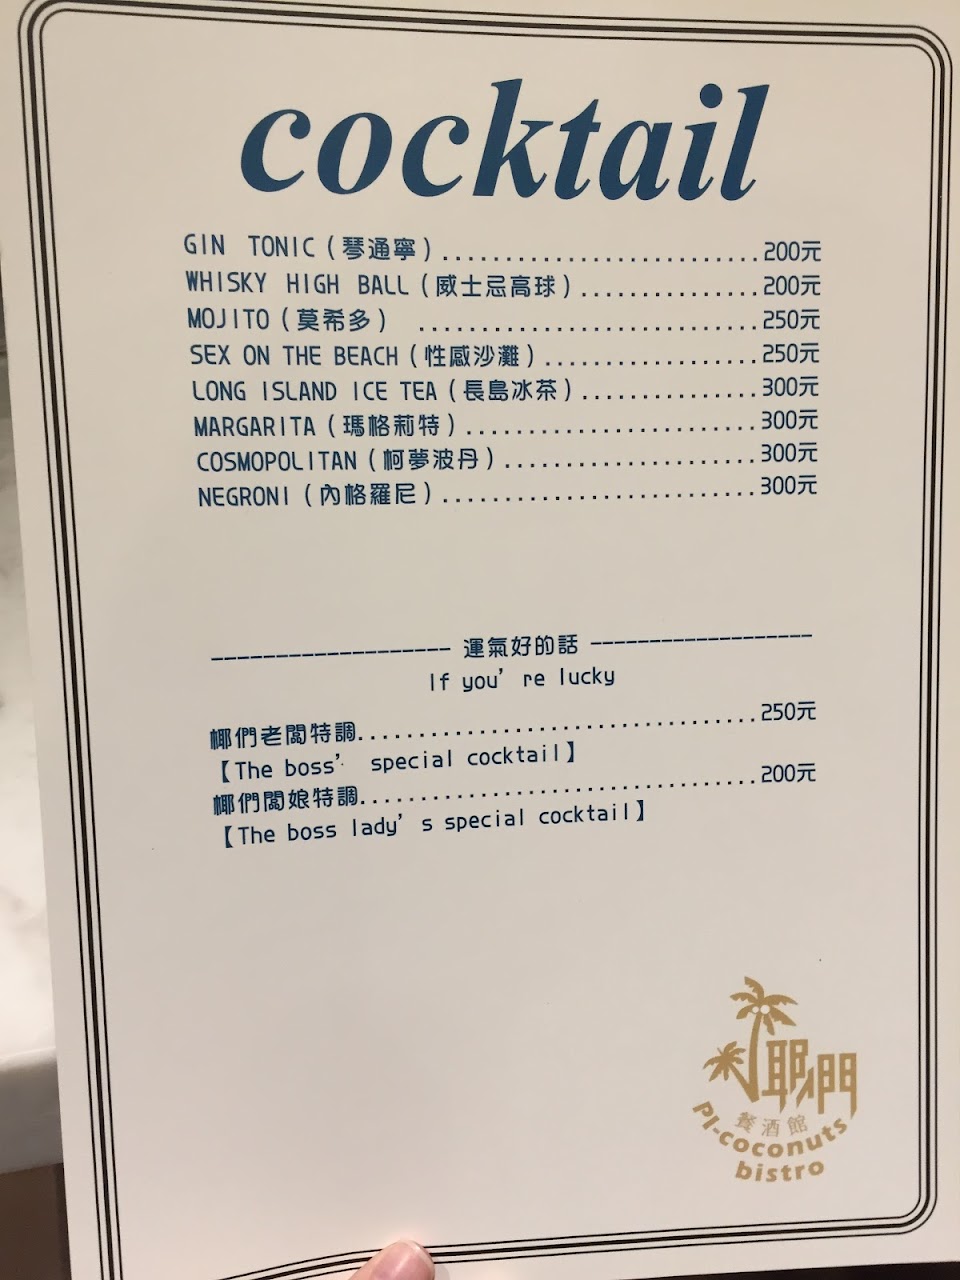 cocktail
GIN TONIC（琴通寧）..........................200元
WHISKY HIGH BALL（威士忌高球）...............200元
MOJITO（莫希多） ............................250元
SEX ON THE BEACH（性感沙灘）..................250元
LONG ISLAND ICE TEA（長島冰茶）...............300元
MARGARITA（瑪格莉特）........................300元
COSMOPOLITAN（柯夢波丹）.....................300元
NEGRONI（內格羅尼）..........................300元
-------------------- 運氣好的話 --------------------
If you’re lucky
椰們老闆特調.................................250元
【The boss’ special cocktail】
椰們闆娘特調.................................200元
【The boss lady’s special cocktail】
椰們
餐酒館
PI-coconuts
bistro